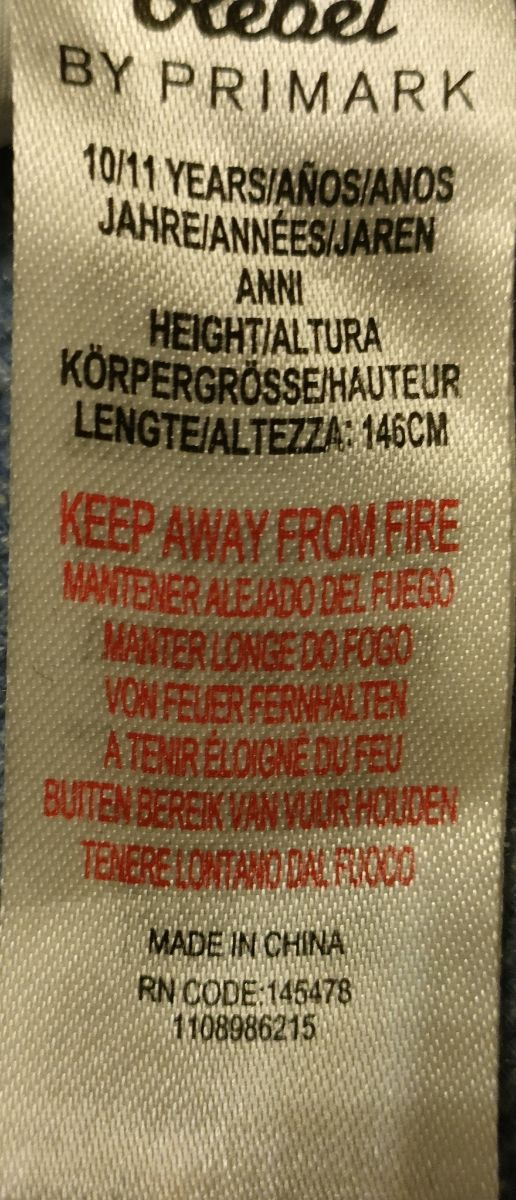 Rebel
BY PRIMARK
10/11 YEARS/AÑOS/ANOS
JAHRE/ANNÉES/JAREN
ANNI
HEIGHT/ALTURA
KÖRPERGRÖSSE/HAUTEUR
LENGTE/ALTEZZA: 146CM
KEEP AWAY FROM FIRE
MANTENER ALEJADO DEL FUEGO
MANTER LONGE DO FOGO
VON FEUER FERNHALTEN
A TENIR ÉLOIGNÉ DU FEU
BUITEN BEREIK VAN VUUR HOUDEN
TENERE LONTANO DAL FUOCO
MADE IN CHINA
RN CODE:145478
1108986215